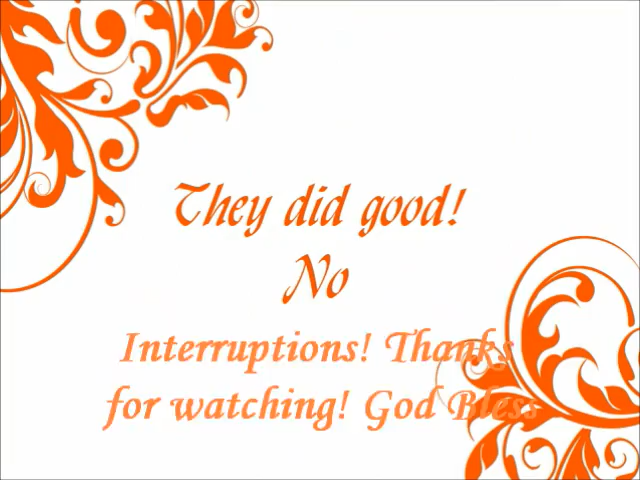 They did good!
No
Interruptions! Thanks
for watching! God Bless